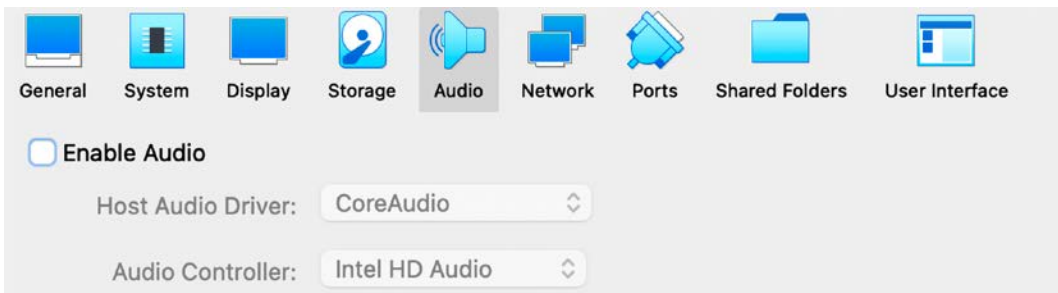 General System Display Storage Audio Network Ports Shared Folders User Interface
Enable Audio
Host Audio Driver: CoreAudio
Audio Controller: Intel HD Audio